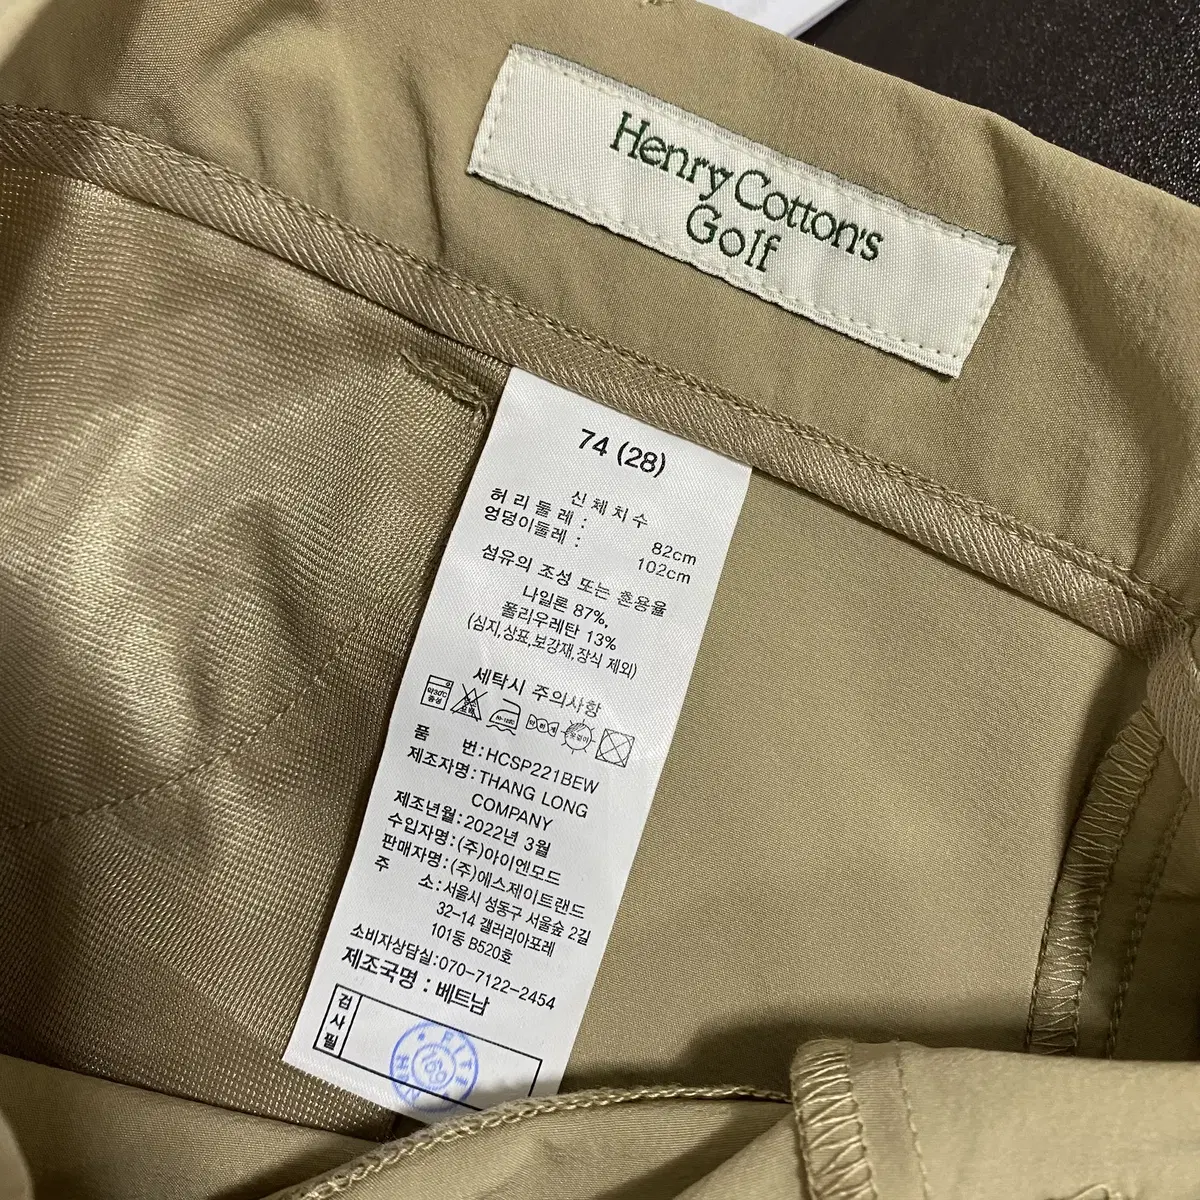 Henry Cotton's
Golf
74 (28)
신체치수
허리둘레 : 82cm
엉덩이둘레 : 102cm
섬유의 조성 또는 혼용율
나일론 87%,
폴리우레탄 13%
(심지,상표,보강재,장식 제외)
세탁시 주의사항
약30℃
중성
품 번:HCSP221BEW
제조자명:THANG LONG
COMPANY
제조년월:2022년 3월
수입자명:(주)아이엔모드
판매자명:(주)에스제이트랜드
주 소:서울시 성동구 서울숲 2길
32-14 갤러리아포레
101동 B520호
소비자상담실:070-7122-2454
제조국명 : 베트남
검사필